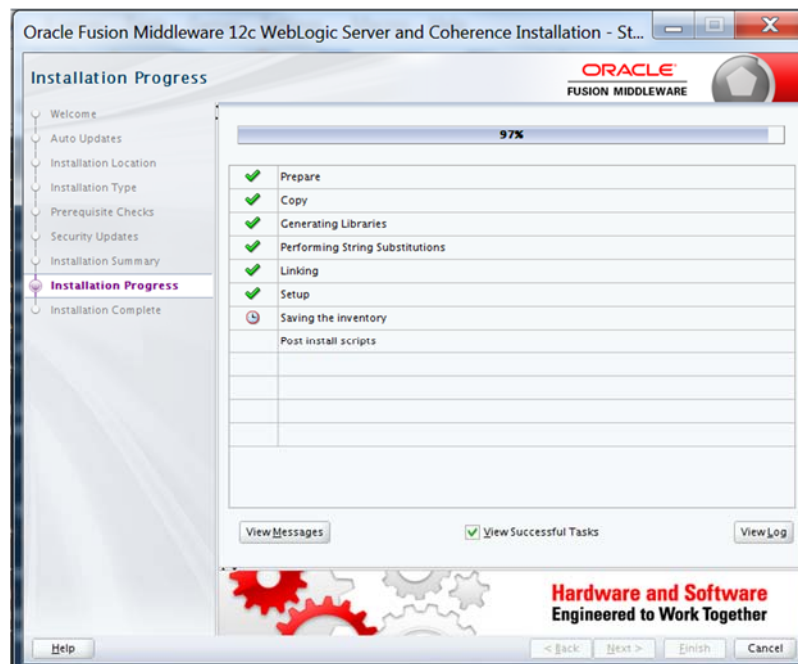 Oracle Fusion Middleware 12c WebLogic Server and Coherence Installation - St...
Installation Progress
ORACLE
FUSION MIDDLEWARE
Welcome
Auto Updates
Installation Location
Installation Type
Prerequisite Checks
Security Updates
Installation Summary
Installation Progress
Installation Complete
97%
Prepare
Copy
Generating Libraries
Performing String Substitutions
Linking
Setup
Saving the inventory
Post install scripts
View Messages
View Successful Tasks
View Log
Hardware and Software
Engineered to Work Together
Help
< Back
Next >
Finish
Cancel